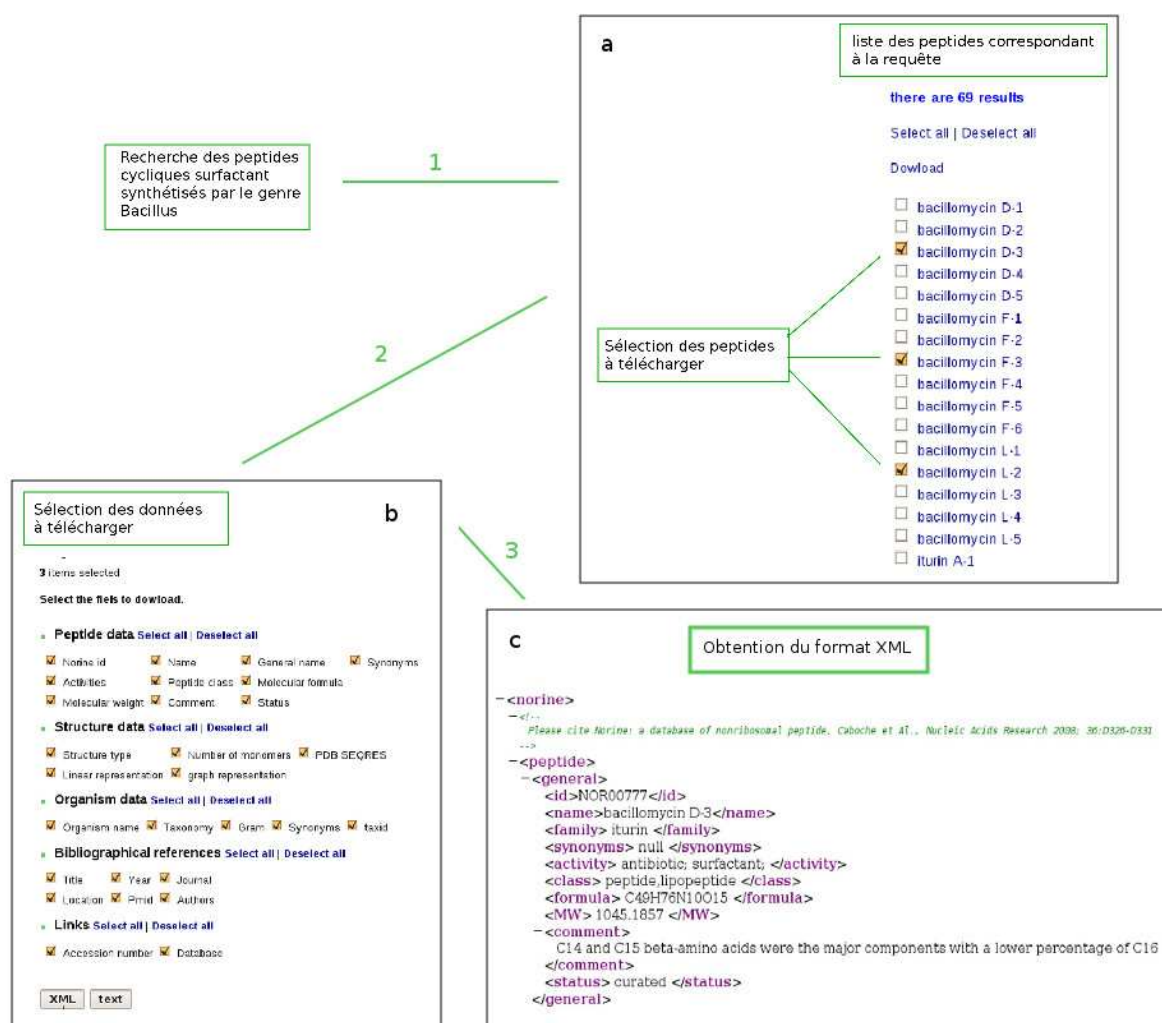 a
liste des peptides correspondant
à la requête
there are 69 results
Select all | Deselect all
Dowload
bacillomycin D-1
bacillomycin D-2
bacillomycin D-3
bacillomycin D-4
bacillomycin D-5
bacillomycin F-1
bacillomycin F-2
bacillomycin F-3
bacillomycin F-4
bacillomycin F-5
bacillomycin F-6
bacillomycin L-1
bacillomycin L-2
bacillomycin L-3
bacillomycin L-4
bacillomycin L-5
iturin A-1
Recherche des peptides
cycliques surfactant
synthétisés par le genre
Bacillus
1
Sélection des peptides
à télécharger
2
Sélection des données
à télécharger
b
3 items selected
Select the fiels to dowload.
Peptide data Select all | Deselect all
Norine id Name General name Synonyms
Activities Peptide class Molecular formula
Molecular weight Comment Status
Structure data Select all | Deselect all
Structure type Number of monomers PDB SEQRES
Linear representation graph representation
Organism data Select all | Deselect all
Organism name Taxonomy Gram Synonyms taxid
Bibliographical references Select all | Deselect all
Title Year Journal
Location Pmid Authors
Links Select all | Deselect all
Accession number Database
XML text
3
c
Obtention du format XML
-<norine>
-<!--
Please cite Norine: a database of nonribosomal peptide, Caboche et Al., Nucleic Acids Research 2008; 36:D326-D331
-->
-<peptide>
-<general>
<id>NOR00777</id>
<name>bacillomycin D-3</name>
<family> iturin </family>
<synonyms> null </synonyms>
<activity> antibiotic; surfactant; </activity>
<class> peptide,lipopeptide </class>
<formula> C49H76N10O15 </formula>
<MW> 1045.1857 </MW>
-<comment>
C14 and C15 beta-amino acids were the major components with a lower percentage of C16
</comment>
<status> curated </status>
</general>